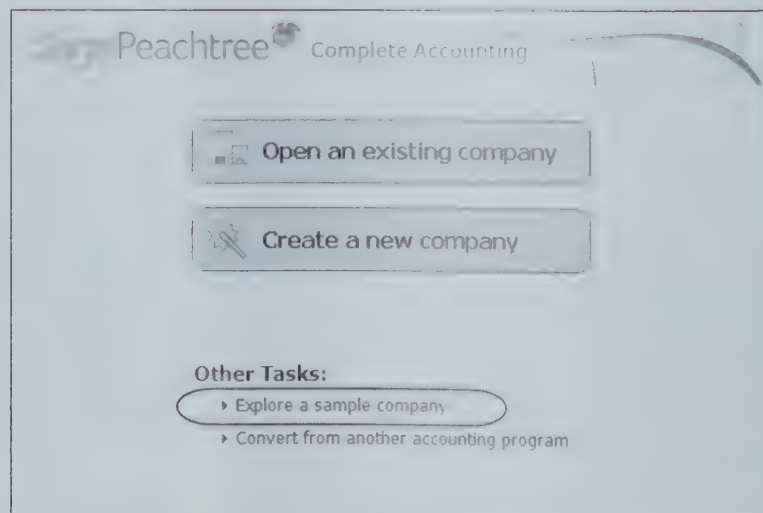 Peachtree Complete Accounting
Open an existing company
Create a new company
Other Tasks:
Explore a sample company
Convert from another accounting program